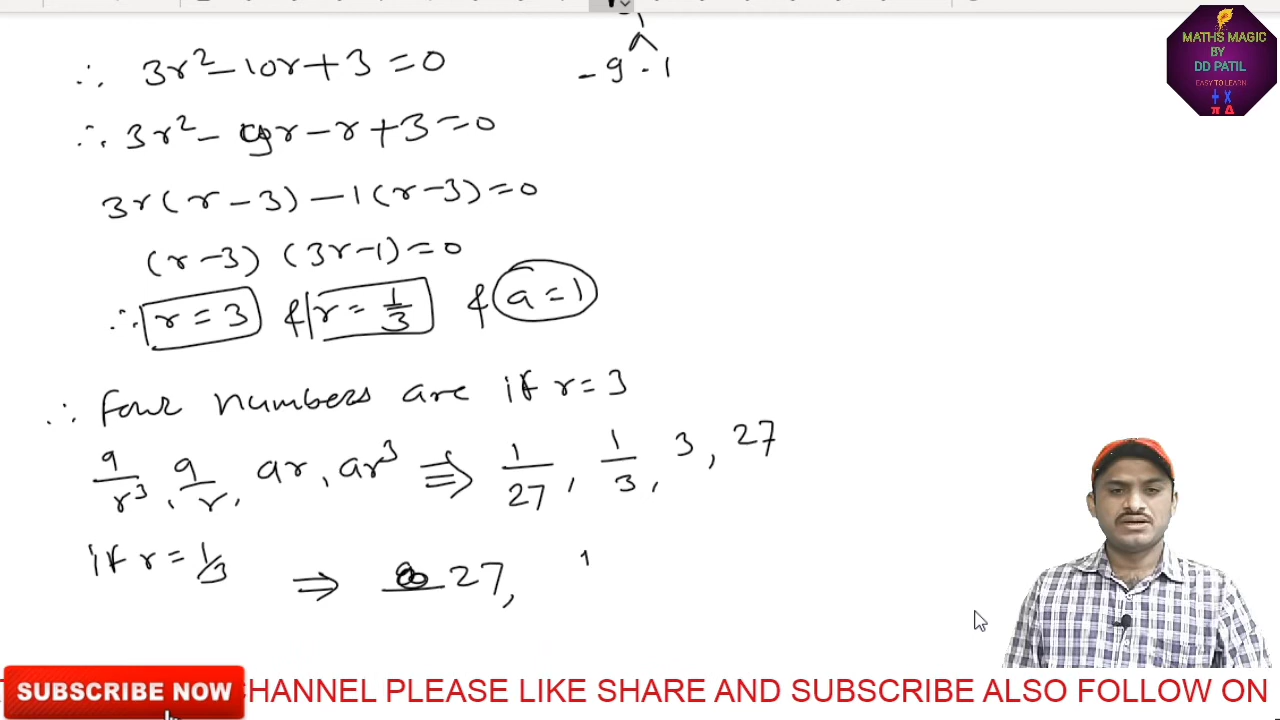 ∴ 3r² - 10r + 3 = 0
-9 -1
∴ 3r² - 9r - r + 3 = 0
3r(r - 3) - 1(r - 3) = 0
(r - 3) (3r - 1) = 0
∴ r = 3 & r = 1/3 & a = 1
∴ Four numbers are if r = 3
a/r³, a/r, ar, ar³ ⇒ 1/27, 1/3, 3, 27
if r = 1/3 ⇒ 27,
MATHS MAGIC
BY
DD PATIL
EASY TO LEARN
+ X
π Δ
SUBSCRIBE NOW
HANNEL PLEASE LIKE SHARE AND SUBSCRIBE ALSO FOLLOW ON